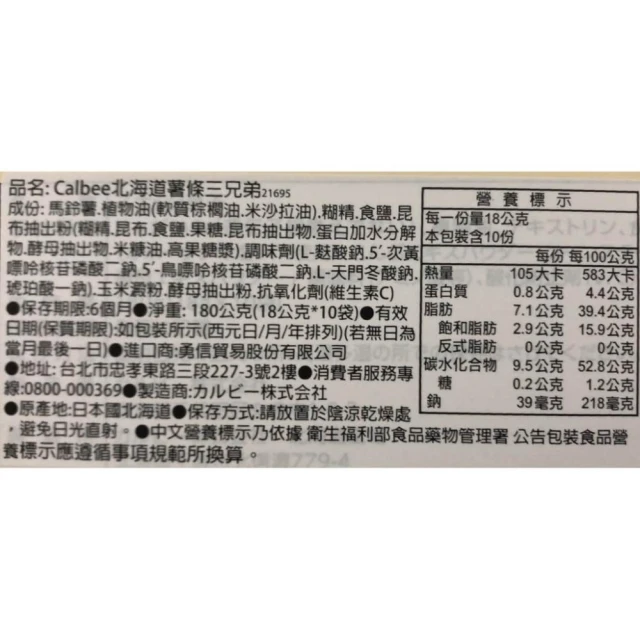 品名: Calbee北海道薯條三兄弟21695
成份: 馬鈴薯.植物油(軟質棕櫚油.米沙拉油).糊精.食鹽.昆
布抽出粉(糊精.昆布.食鹽.果糖.昆布抽出物.蛋白加水分解
物.酵母抽出物.米糠油.高果糖漿).調味劑(L-麩酸鈉.5′-次黃
嘌呤核苷磷酸二鈉.5′-鳥嘌呤核苷磷酸二鈉.L-天門冬酸鈉.
琥珀酸一鈉).玉米澱粉.酵母抽出粉.抗氧化劑(維生素C)
●保存期限:6個月●淨重: 180公克(18公克*10袋)●有效
日期(保質期限):如包裝所示(西元日/月/年排列)(若無日為
當月最後一日)●進口商:勇信貿易股份有限公司
●地址: 台北市忠孝東路三段227-3號2樓●消費者服務專
線:0800-000369●製造商:カルビー株式会社
●原產地:日本國北海道●保存方式:請放置於陰涼乾燥處
，避免日光直射。●中文營養標示乃依據 衛生福利部食品藥物管理署 公告包裝食品營
養標示應遵循事項規範所換算。
營養標示
每一份量18公克
本包裝含10份
每份 每100公克
熱量 105大卡 583大卡
蛋白質 0.8公克 4.4公克
脂肪 7.1公克 39.4公克
飽和脂肪 2.9公克 15.9公克
反式脂肪 0公克 0公克
碳水化合物 9.5公克 52.8公克
糖 0.2公克 1.2公克
鈉 39毫克 218毫克